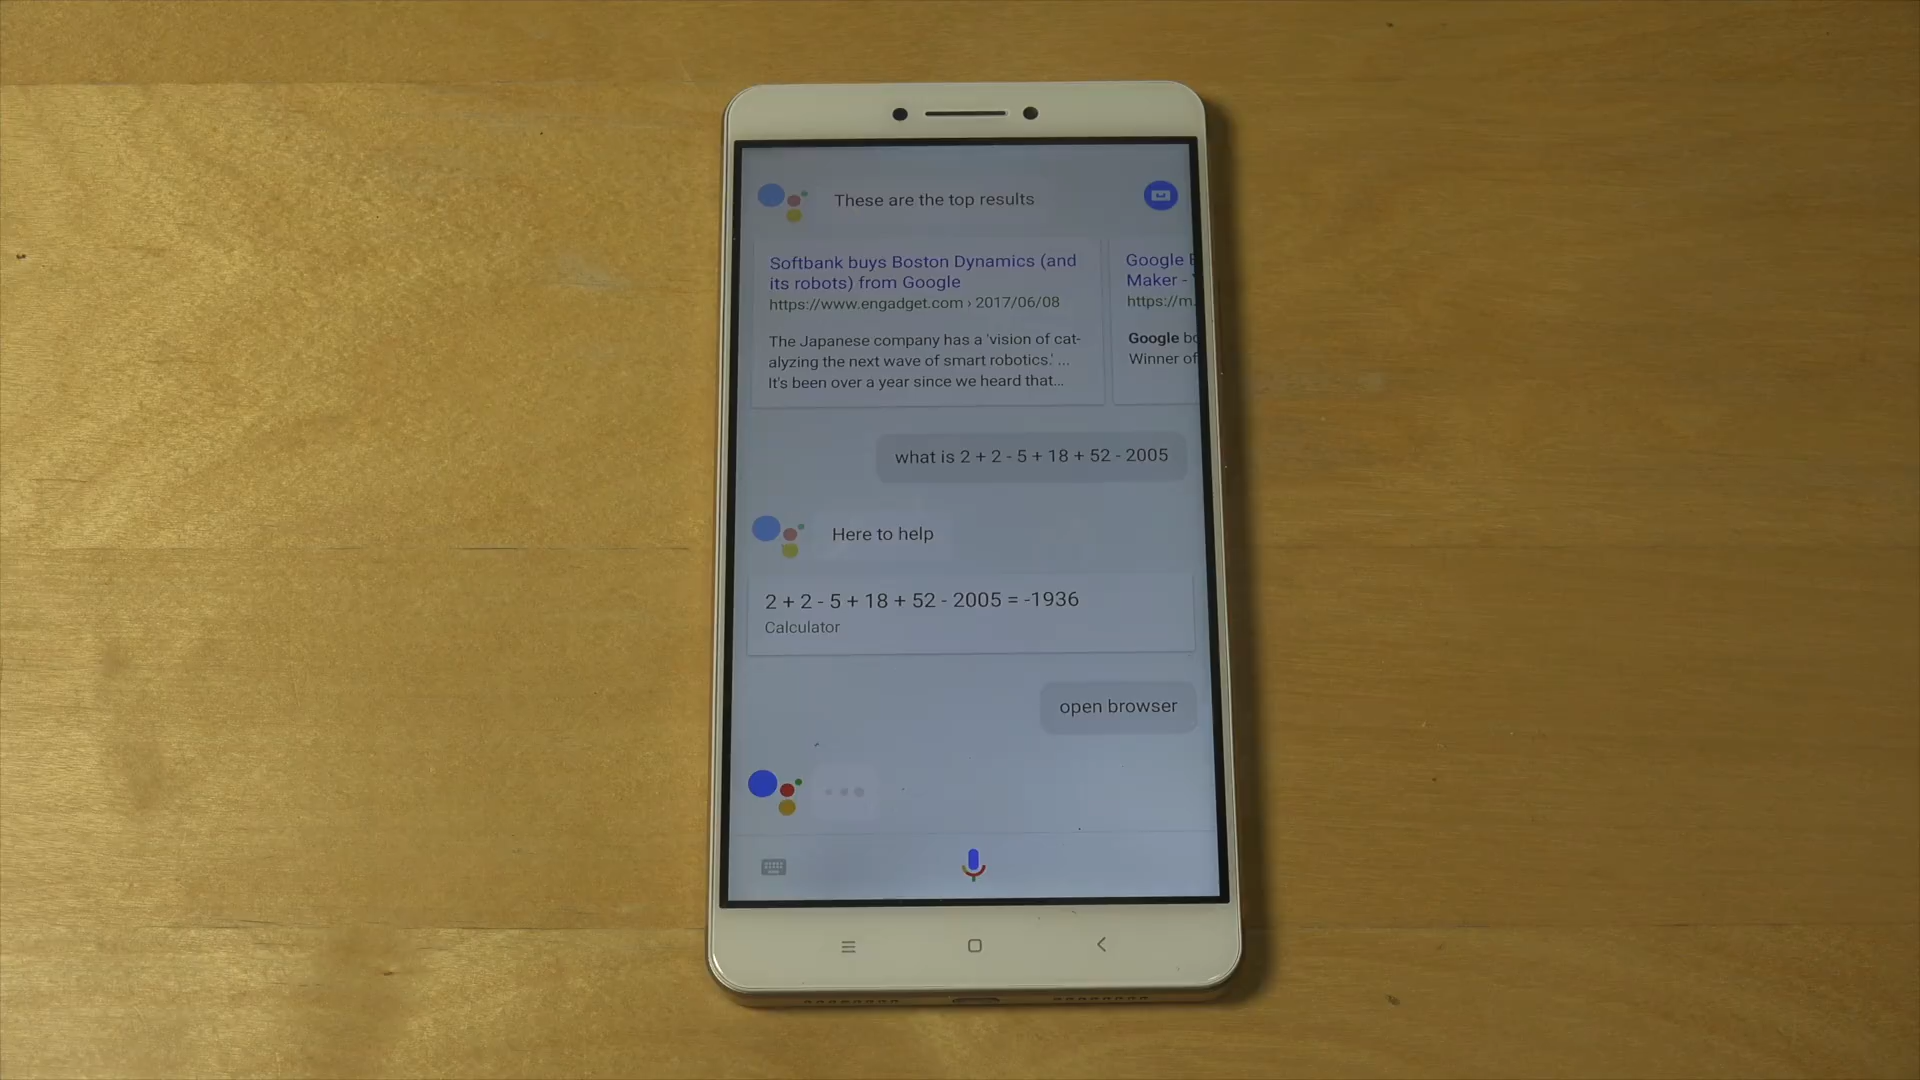 These are the top results
Softbank buys Boston Dynamics (and
its robots) from Google
https://www.engadget.com › 2017/06/08
The Japanese company has a 'vision of cat-
alyzing the next wave of smart robotics.' ...
It's been over a year since we heard that...
Google
Maker -
https://m.
Google
Winner of
what is 2 + 2 - 5 + 18 + 52 - 2005
Here to help
2 + 2 - 5 + 18 + 52 - 2005 = -1936
Calculator
open browser